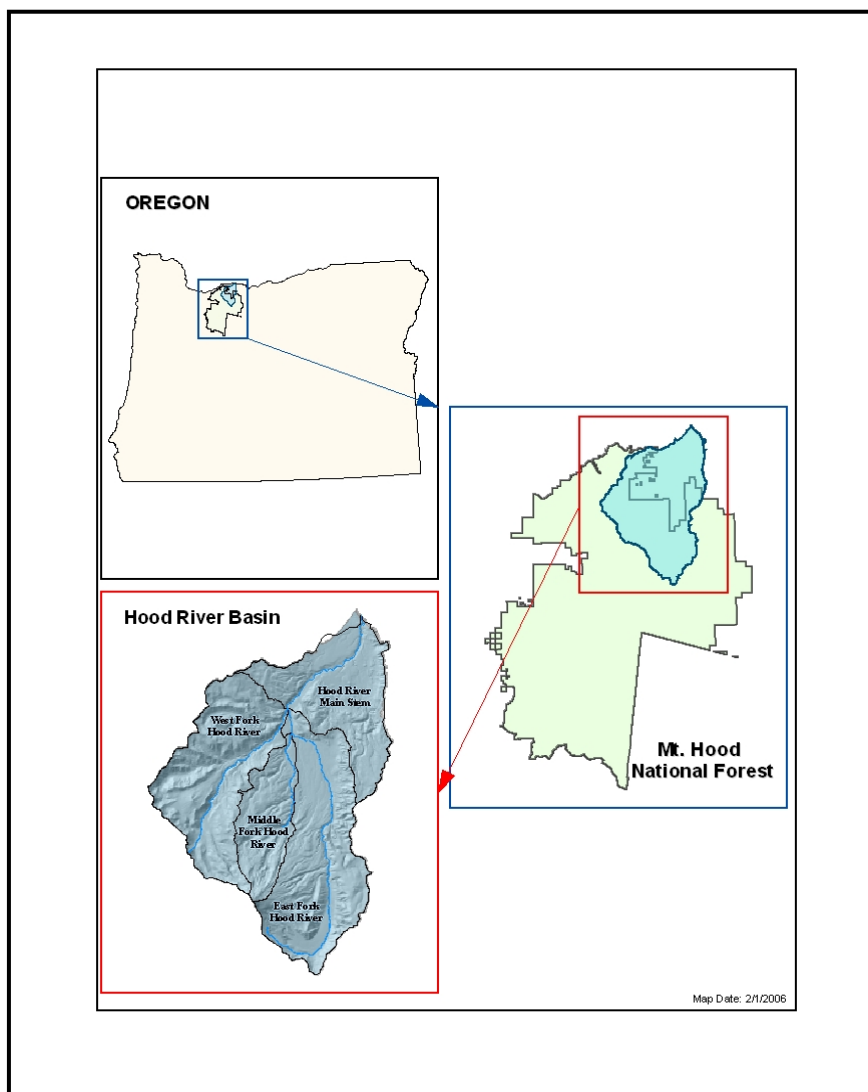 OREGON
Mt. Hood
National Forest
Hood River Basin
Hood River
Main Stem
West Fork
Hood River
Middle
Fork Hood
River
East Fork
Hood River
Map Date: 2/1/2006